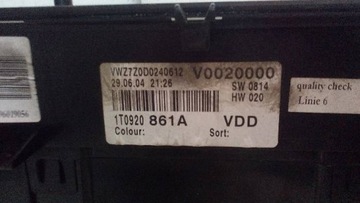 VWZ7Z0D0240612 V0020000
29.06.04 21:26 SW 0814
HW 020
1T0920 861A VDD
Colour: Sort:
quality check
Linie 6